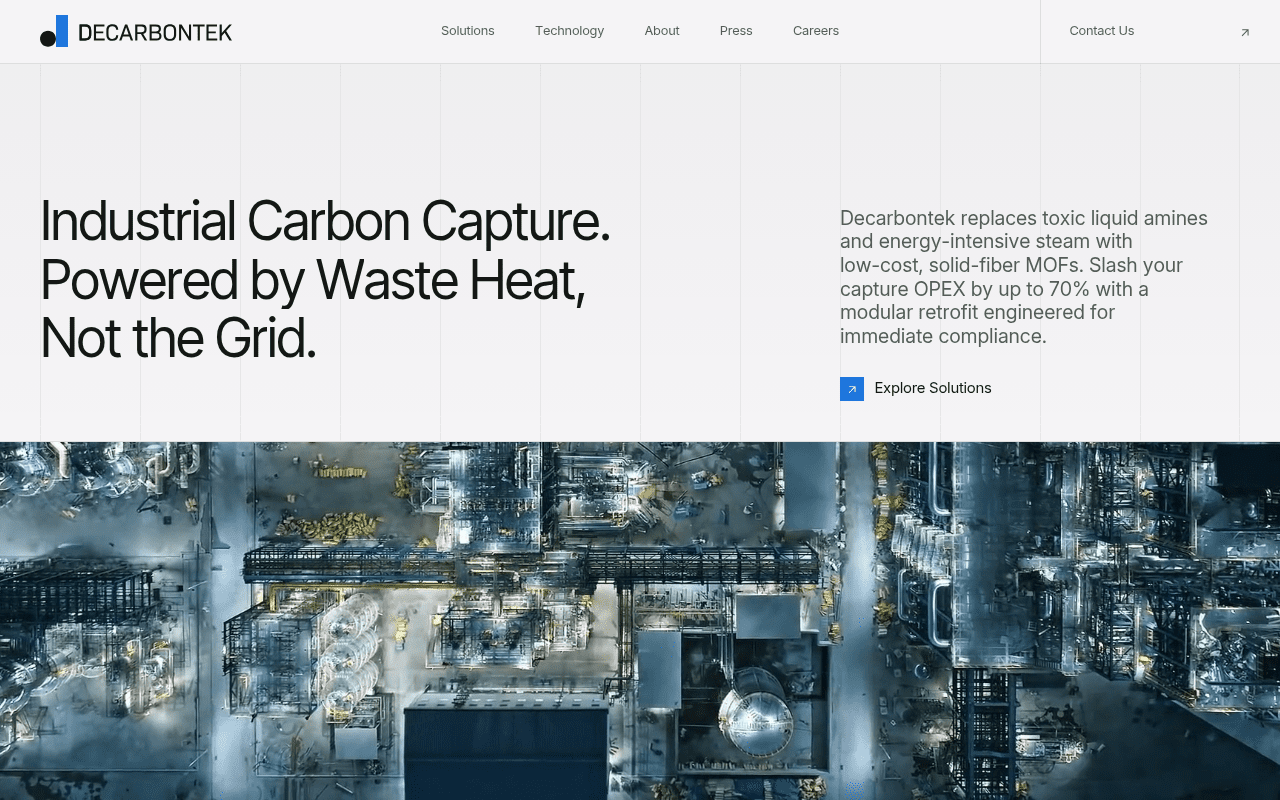 DECARBONTEK
Solutions
Technology
About
Press
Careers
Contact Us
Industrial Carbon Capture.
Powered by Waste Heat,
Not the Grid.
Decarbontek replaces toxic liquid amines
and energy-intensive steam with
low-cost, solid-fiber MOFs. Slash your
capture OPEX by up to 70% with a
modular retrofit engineered for
immediate compliance.
Explore Solutions